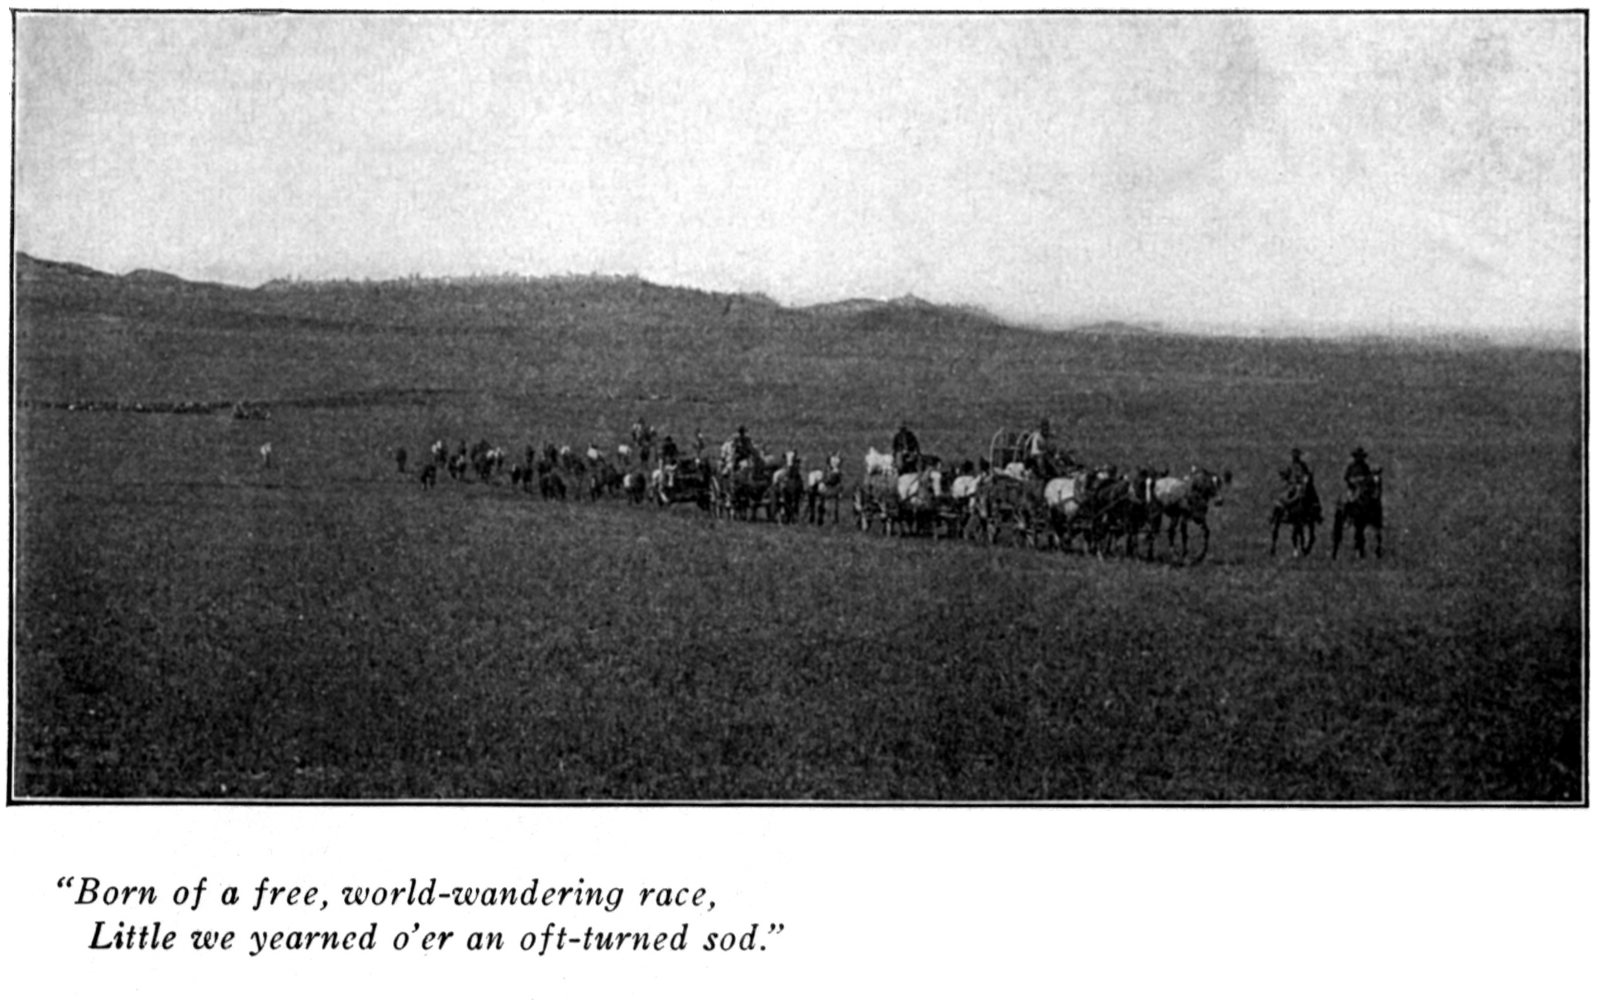 “Born of a free, world-wandering race,
Little we yearned o’er an oft-turned sod.”